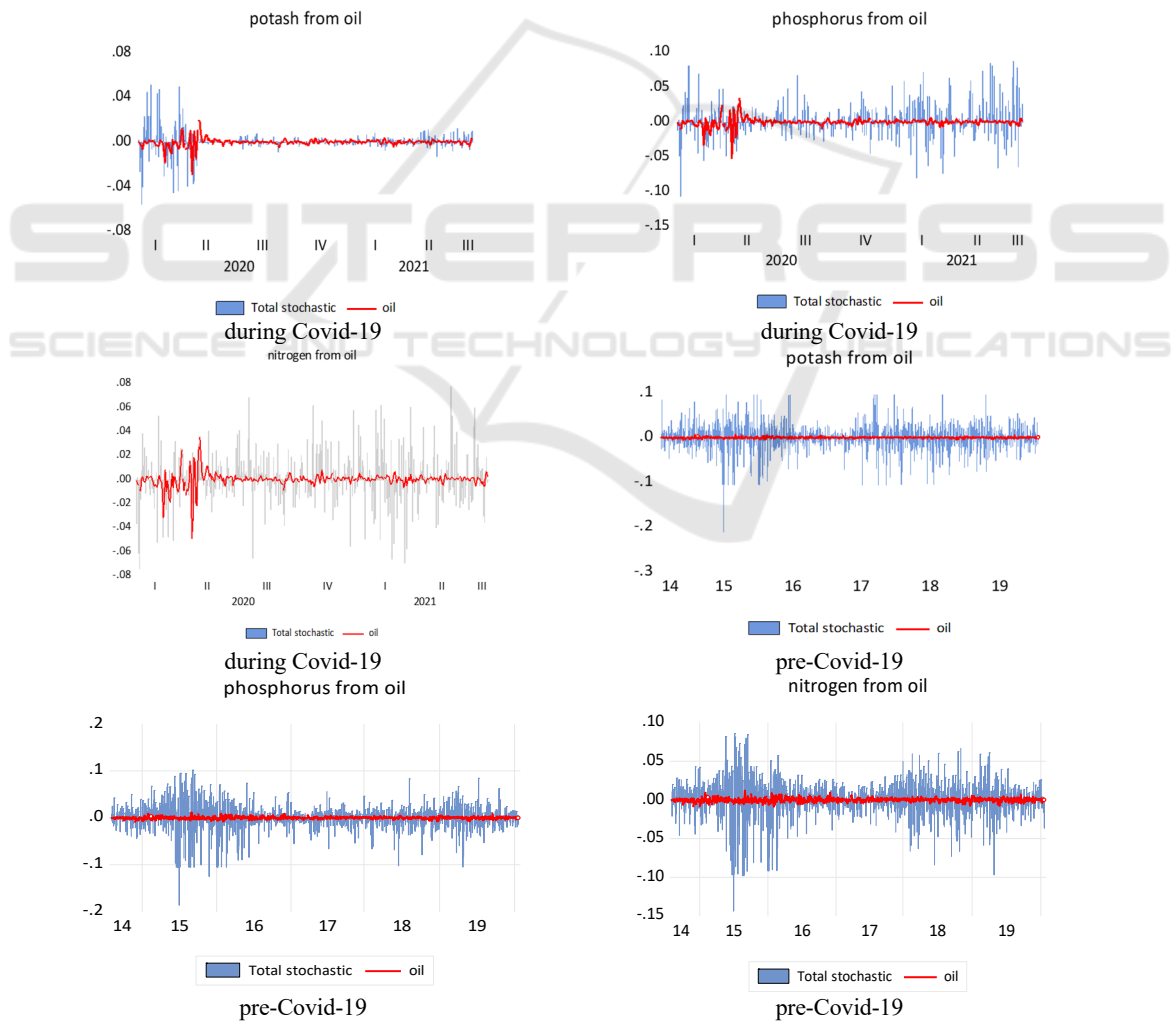 potash from oil
.08
.04
.00
-.04
-.08
I II III IV I II III
2020 2021
Total stochastic oil
during Covid-19
phosphorus from oil
.10
.05
.00
-.05
-.10
-.15
I II III IV I II III
2020 2021
Total stochastic oil
during Covid-19
SCITEPRESS
SCIENCE AND TECHNOLOGY PUBLICATIONS
nitrogen from oil
.08
.06
.04
.02
.00
-.02
-.04
-.06
-.08
I II III IV I II III
2020 2021
Total stochastic oil
during Covid-19
potash from oil
.1
.0
-.1
-.2
-.3
14 15 16 17 18 19
Total stochastic oil
pre-Covid-19
phosphorus from oil
.2
.1
.0
-.1
-.2
14 15 16 17 18 19
Total stochastic oil
pre-Covid-19
nitrogen from oil
.10
.05
.00
-.05
-.10
-.15
14 15 16 17 18 19
Total stochastic oil
pre-Covid-19